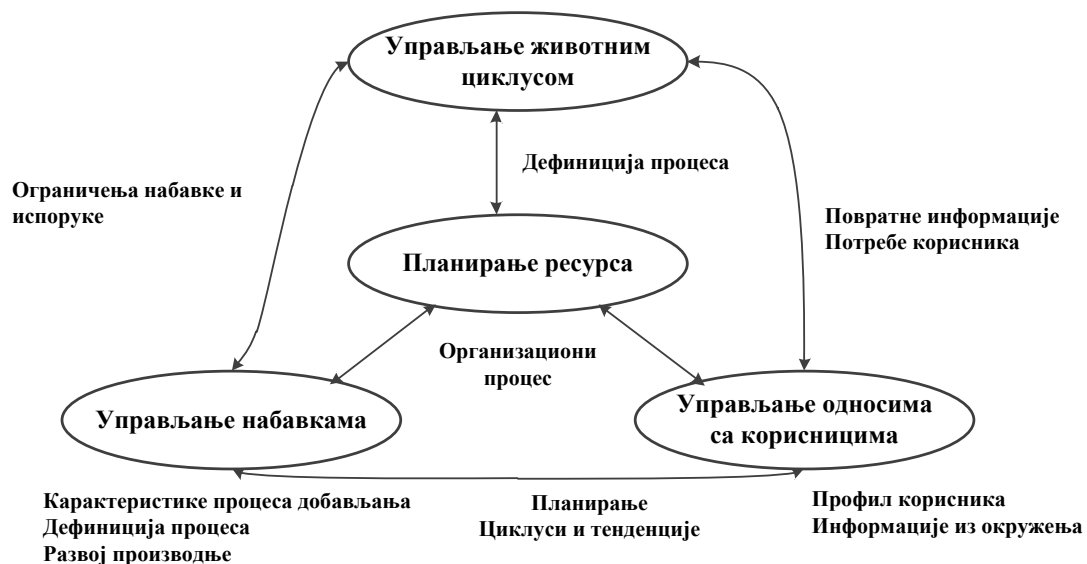 Управљање животним
циклусом
Дефиниција процеса
Ограничења набавке и
испоруке
Повратне информације
Потребе корисника
Планирање ресурса
Организациони
процес
Управљање набавкама
Управљање односима
са корисницима
Карактеристике процеса добављања
Дефиниција процеса
Развој производње
Планирање
Циклуси и тенденције
Профил корисника
Информације из окружења